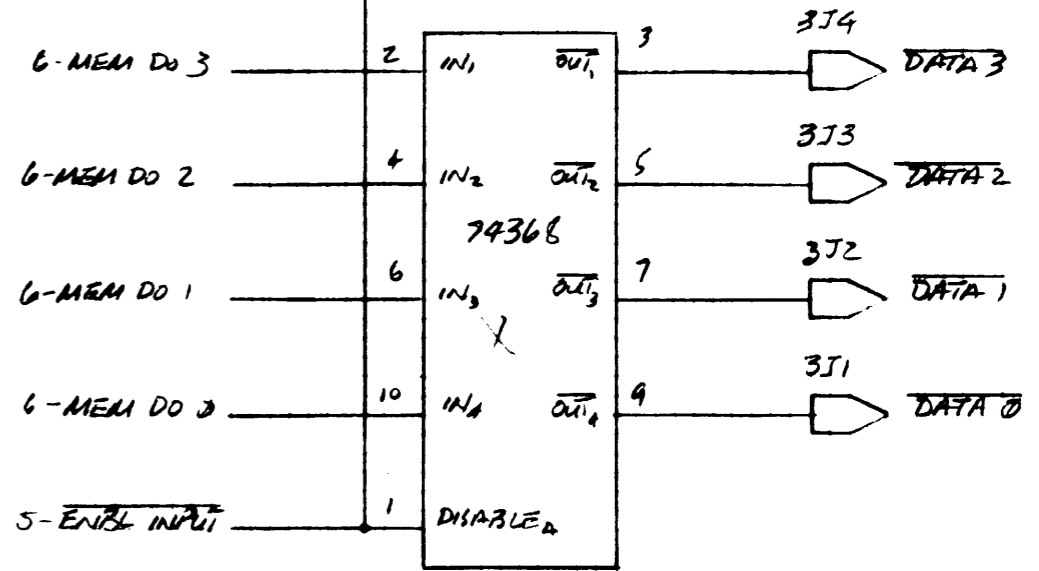 3J4
6-MEM DO 3 2 IN1 OUT1 3 DATA 3
3J3
6-MEM DO 2 4 IN2 OUT2 5 DATA 2
74368
3J2
6-MEM DO 1 6 IN3 OUT3 7 DATA 1
3J1
6-MEM DO 0 10 IN4 OUT4 9 DATA 0
5-ENBL INPUT 1 DISABLE4